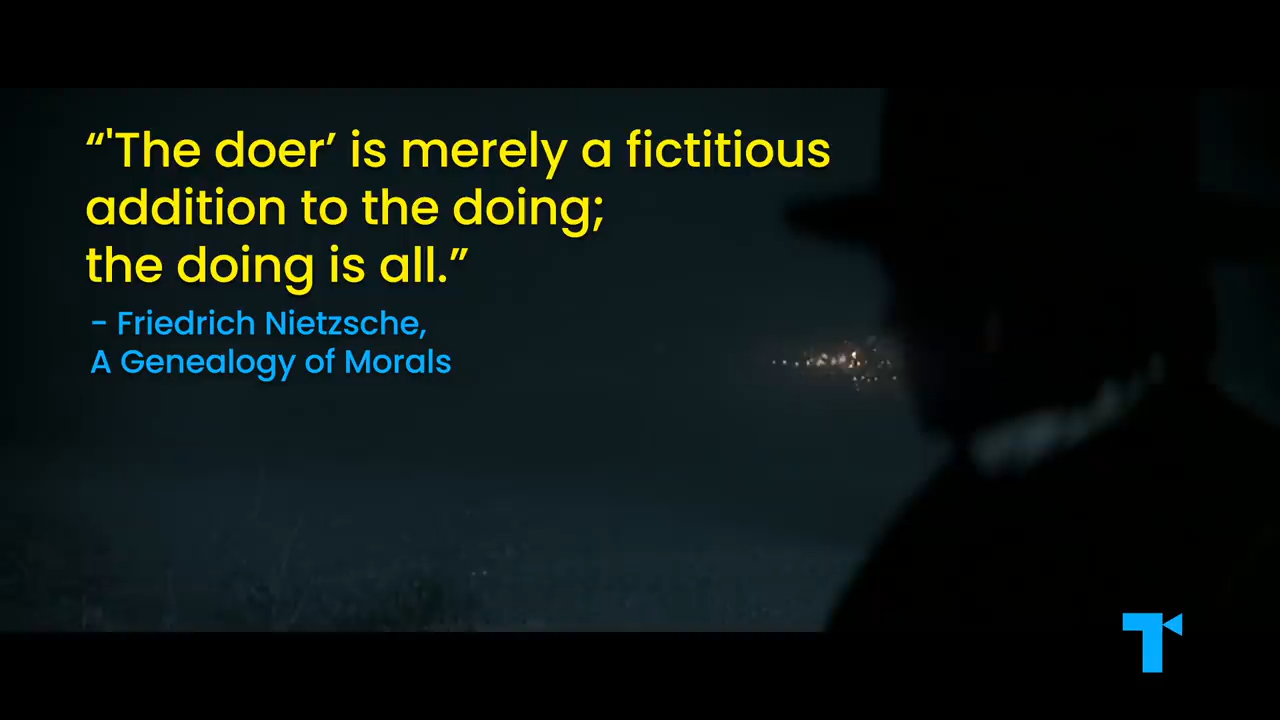 “'The doer’ is merely a fictitious
addition to the doing;
the doing is all.”
- Friedrich Nietzsche,
A Genealogy of Morals